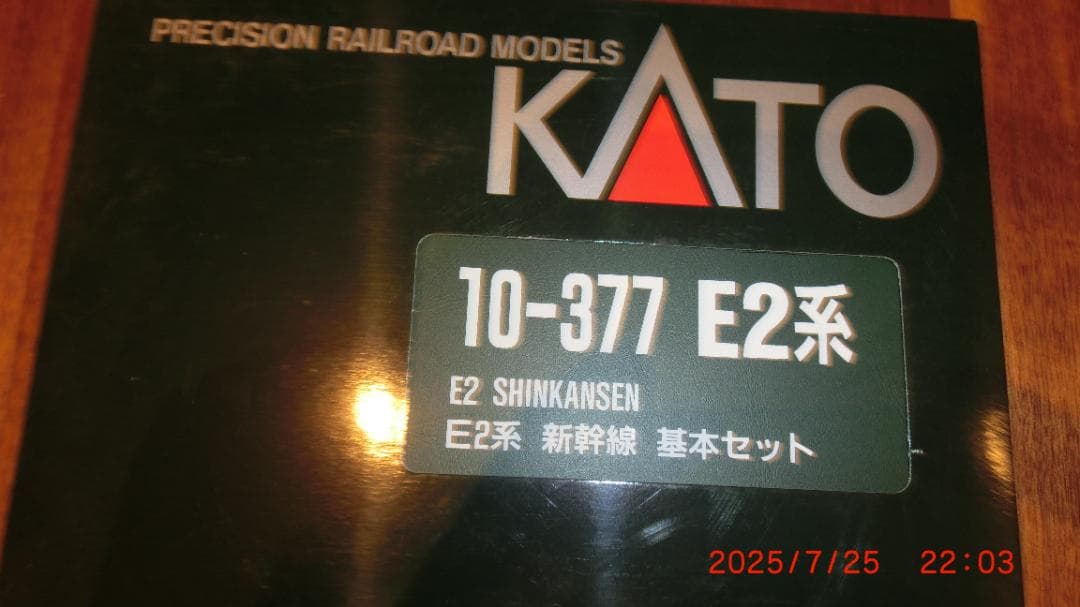 PRECISION RAILROAD MODELS
KATO
10-377 E2系
E2 SHINKANSEN
E2系 新幹線 基本セット
2025/7/25 22:03